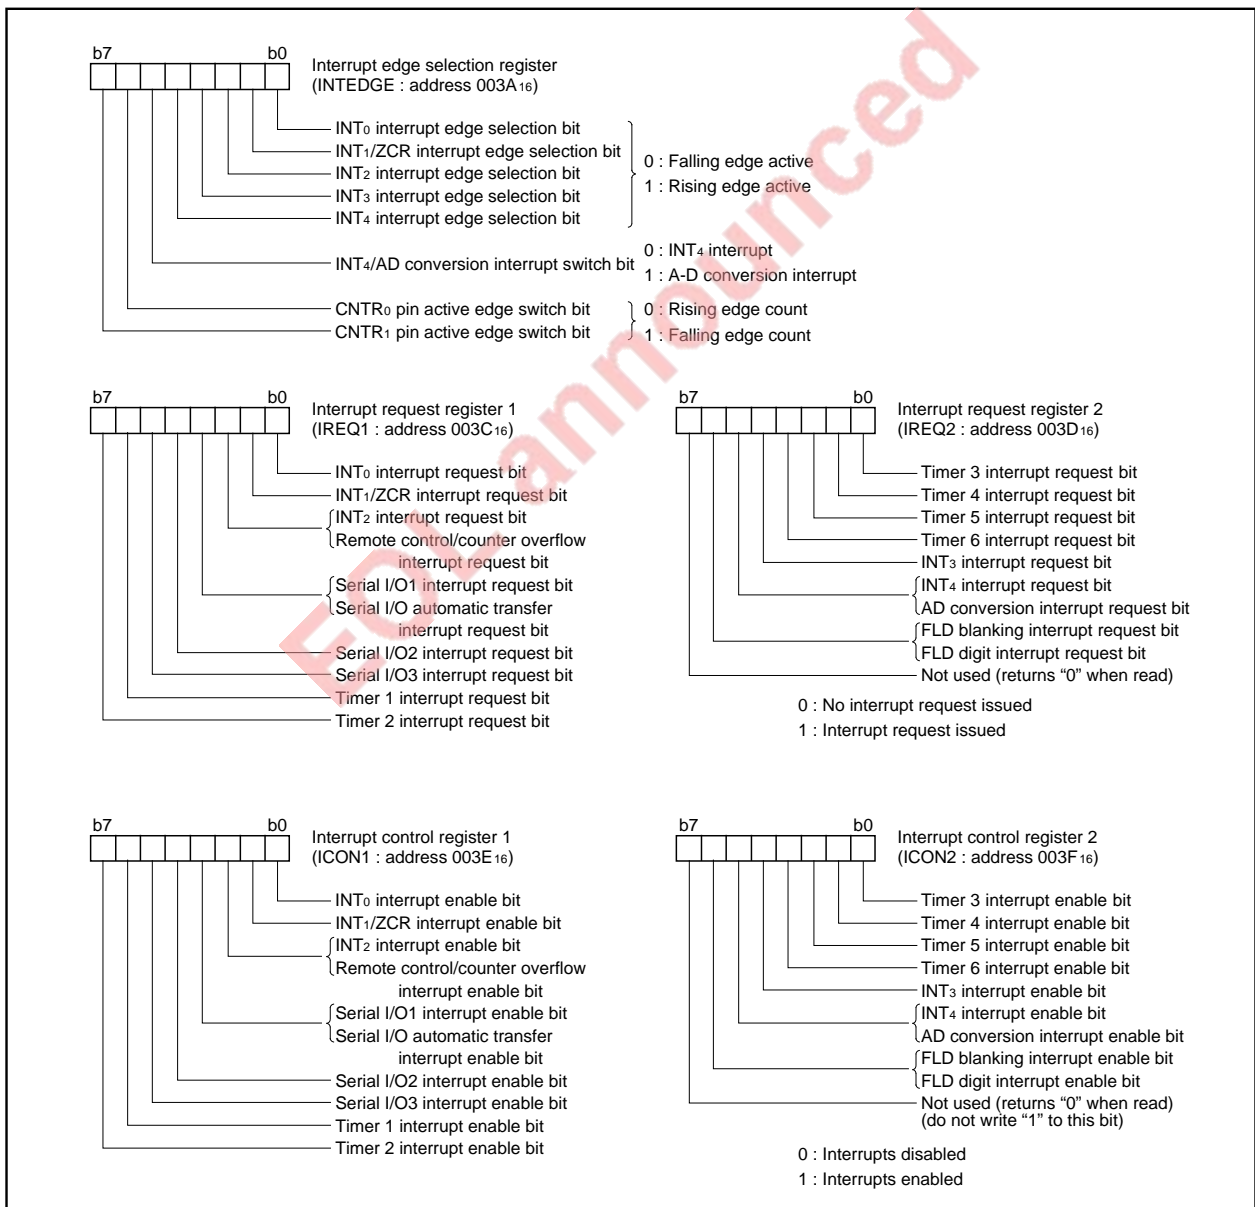 b7 b0
Interrupt edge selection register
(INTEDGE : address 003A16)
INT0 interrupt edge selection bit
INT1/ZCR interrupt edge selection bit
INT2 interrupt edge selection bit
INT3 interrupt edge selection bit
INT4 interrupt edge selection bit
0 : Falling edge active
1 : Rising edge active
INT4/AD conversion interrupt switch bit
0 : INT4 interrupt
1 : A-D conversion interrupt
CNTR0 pin active edge switch bit
CNTR1 pin active edge switch bit
0 : Rising edge count
1 : Falling edge count
b7 b0
Interrupt request register 1
(IREQ1 : address 003C16)
INT0 interrupt request bit
INT1/ZCR interrupt request bit
INT2 interrupt request bit
Remote control/counter overflow
interrupt request bit
Serial I/O1 interrupt request bit
Serial I/O automatic transfer
interrupt request bit
Serial I/O2 interrupt request bit
Serial I/O3 interrupt request bit
Timer 1 interrupt request bit
Timer 2 interrupt request bit
b7 b0
Interrupt request register 2
(IREQ2 : address 003D16)
Timer 3 interrupt request bit
Timer 4 interrupt request bit
Timer 5 interrupt request bit
Timer 6 interrupt request bit
INT3 interrupt request bit
INT4 interrupt request bit
AD conversion interrupt request bit
FLD blanking interrupt request bit
FLD digit interrupt request bit
Not used (returns “0” when read)
0 : No interrupt request issued
1 : Interrupt request issued
b7 b0
Interrupt control register 1
(ICON1 : address 003E16)
INT0 interrupt enable bit
INT1/ZCR interrupt enable bit
INT2 interrupt enable bit
Remote control/counter overflow
interrupt enable bit
Serial I/O1 interrupt enable bit
Serial I/O automatic transfer
interrupt enable bit
Serial I/O2 interrupt enable bit
Serial I/O3 interrupt enable bit
Timer 1 interrupt enable bit
Timer 2 interrupt enable bit
b7 b0
Interrupt control register 2
(ICON2 : address 003F16)
Timer 3 interrupt enable bit
Timer 4 interrupt enable bit
Timer 5 interrupt enable bit
Timer 6 interrupt enable bit
INT3 interrupt enable bit
INT4 interrupt enable bit
AD conversion interrupt enable bit
FLD blanking interrupt enable bit
FLD digit interrupt enable bit
Not used (returns “0” when read)
(do not write “1” to this bit)
0 : Interrupts disabled
1 : Interrupts enabled
EOL announced